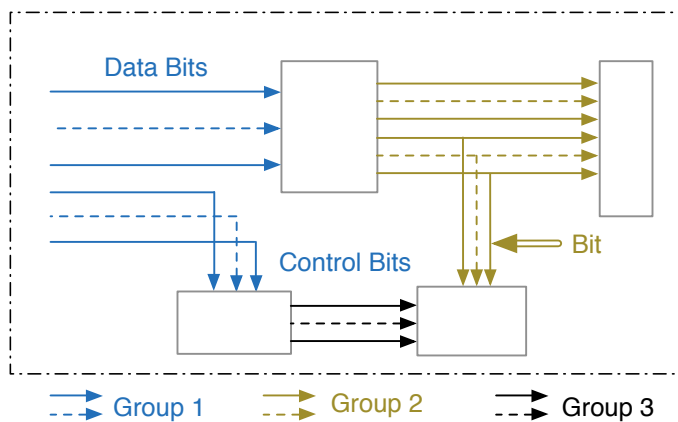 Data Bits
Bit
Control Bits
Group 1
Group 2
Group 3